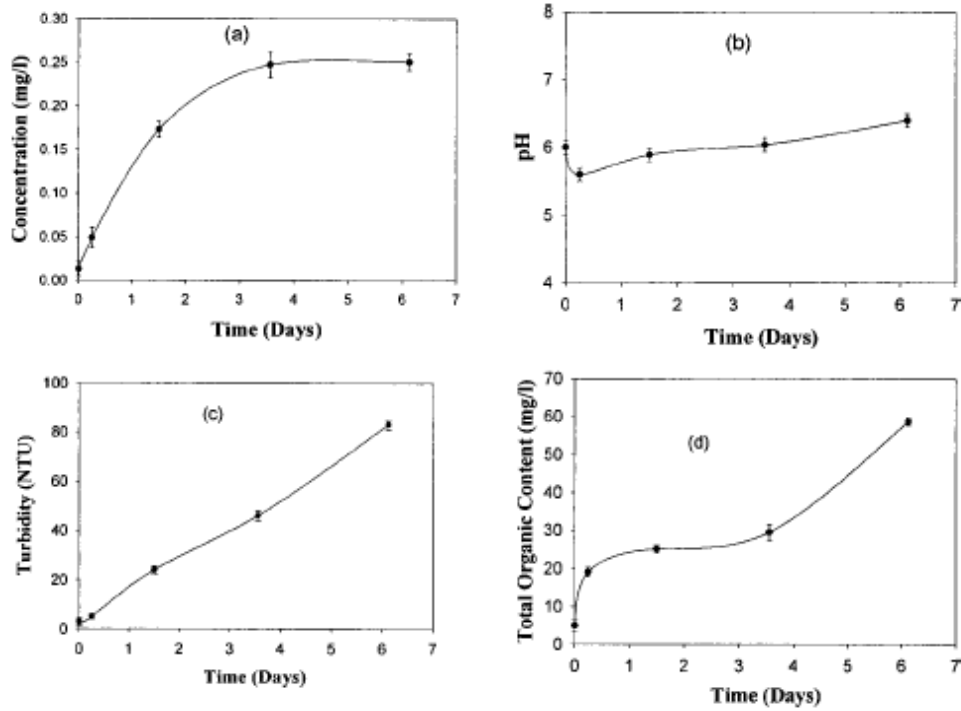 (a)
Concentration (mg/l)
0.30
0.25
0.20
0.15
0.10
0.05
0.00
0 1 2 3 4 5 6 7
Time (Days)
(b)
pH
8
7
6
5
4
0 1 2 3 4 5 6 7
Time (Days)
(c)
Turbidity (NTU)
100
80
60
40
20
0
0 1 2 3 4 5 6 7
Time (Days)
(d)
Total Organic Content (mg/l)
70
60
50
40
30
20
10
0
0 1 2 3 4 5 6 7
Time (Days)